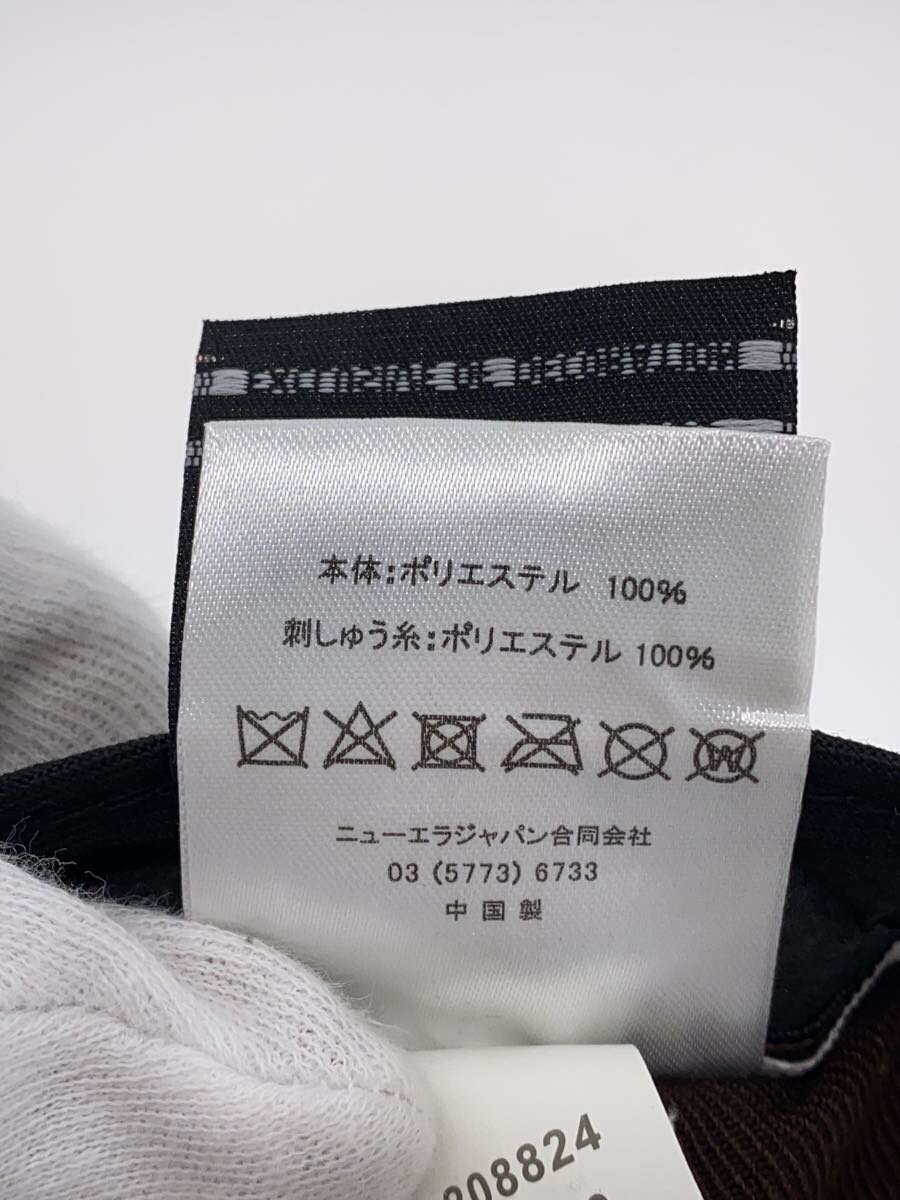 本体:ポリエステル 100%
刺しゅう糸:ポリエステル 100%
W
ニューエラジャパン合同会社
03 (5773) 6733
中国製